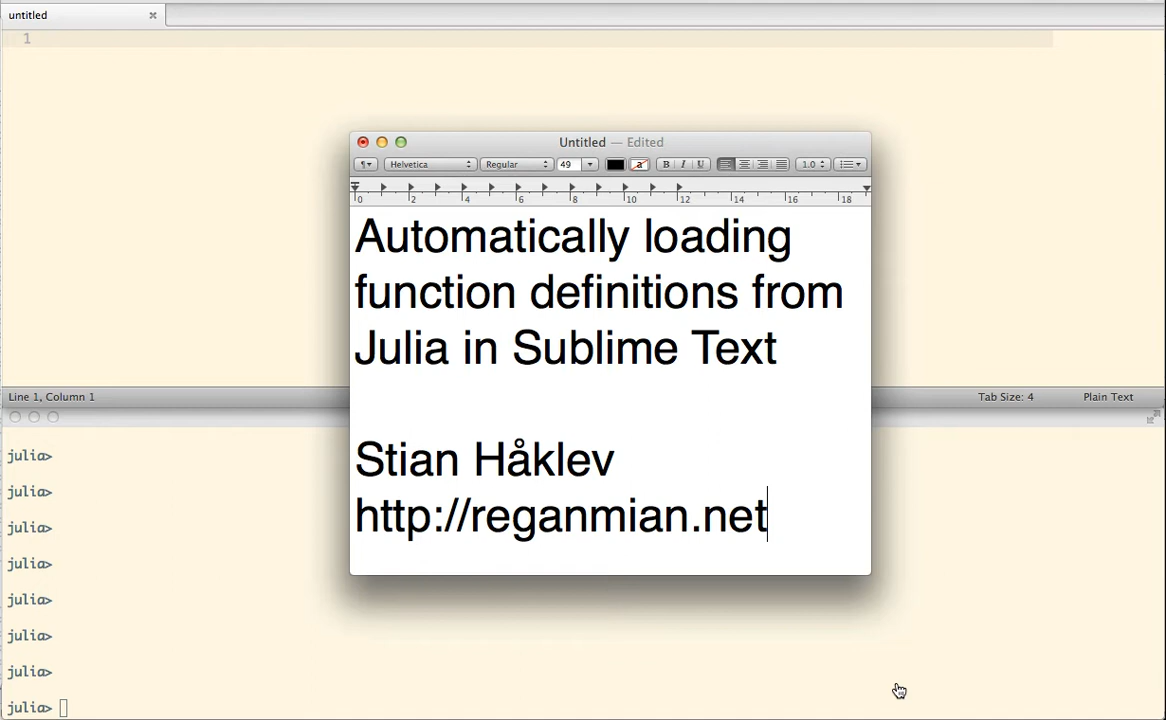 untitled
1
Untitled — Edited
Helvetica Regular 49 a B I U 1.0
0 2 4 6 8 10 12 14 16 18
Automatically loading
function definitions from
Julia in Sublime Text
Stian Håklev
http://reganmian.net
Line 1, Column 1 Tab Size: 4 Plain Text
julia>
julia>
julia>
julia>
julia>
julia>
julia>
julia>